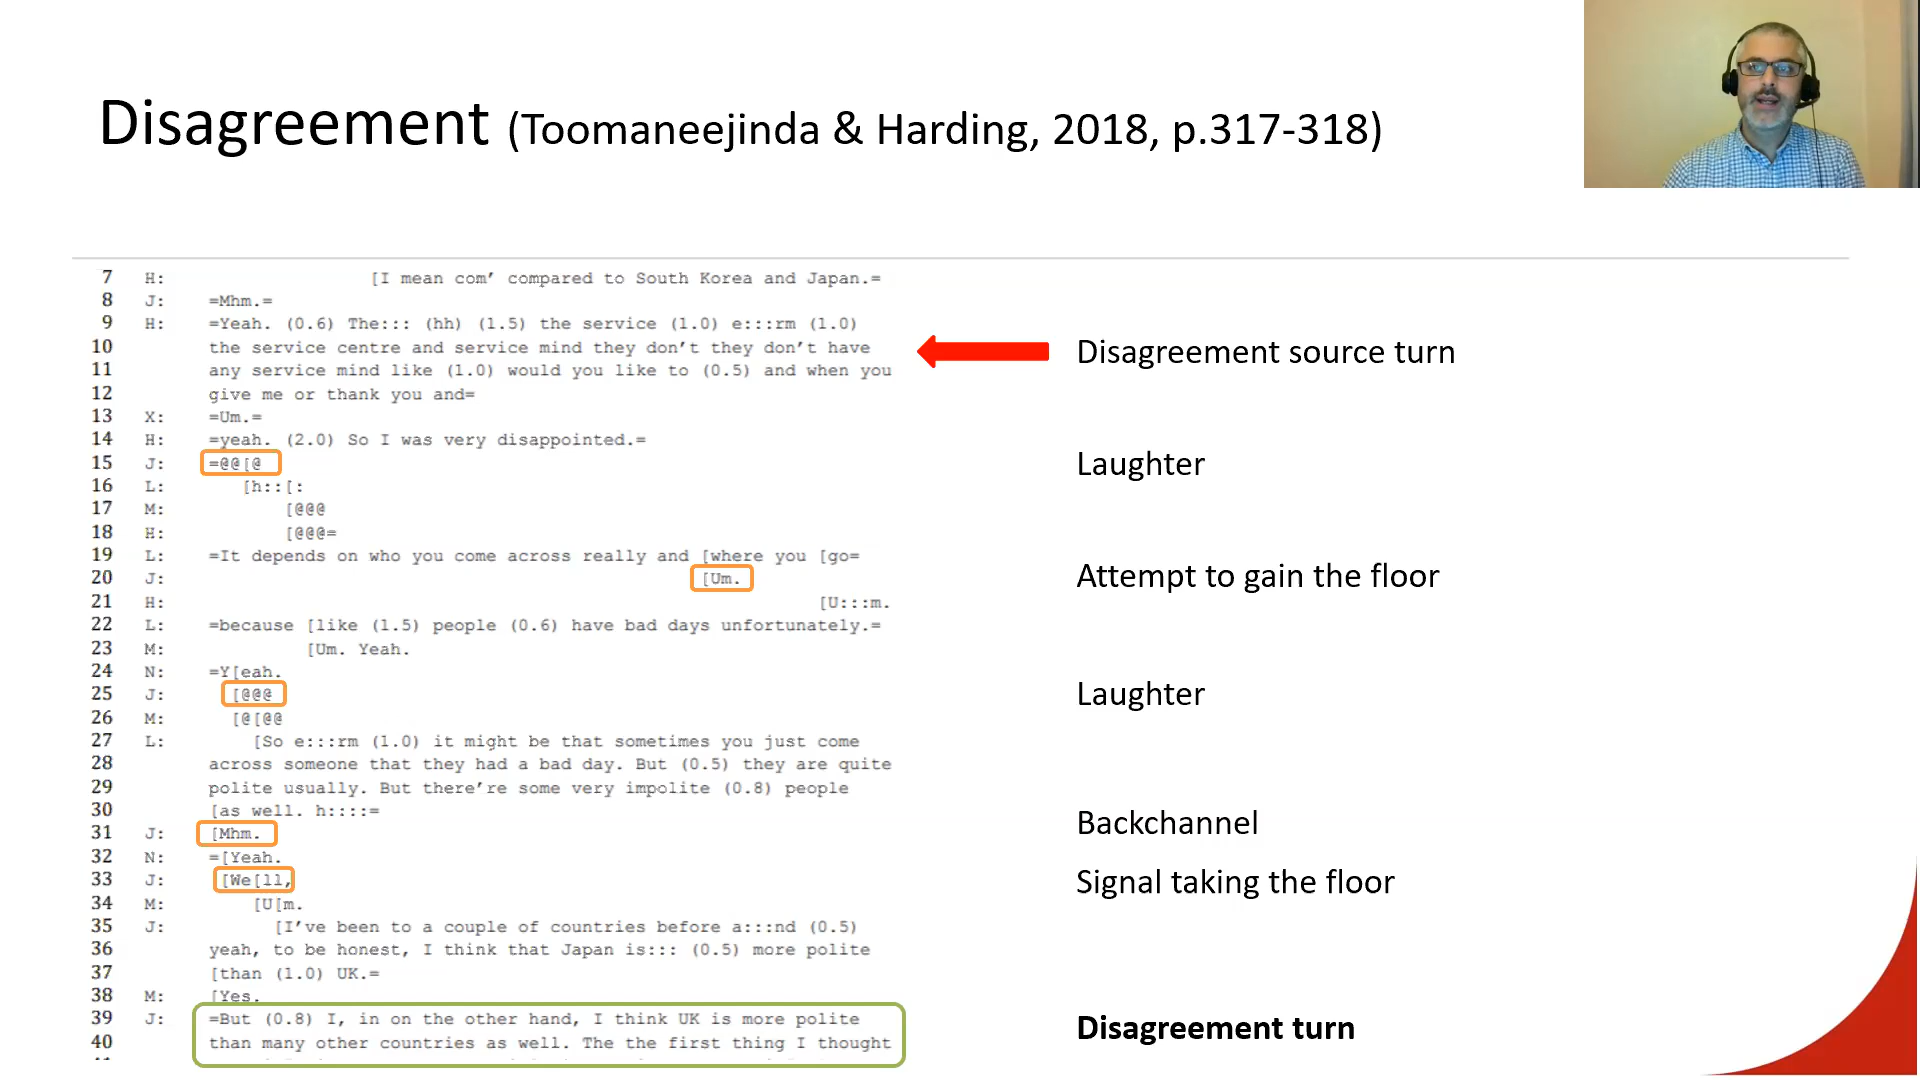 Disagreement (Toomaneejinda & Harding, 2018, p.317-318)
7 H: [I mean com’ compared to South Korea and Japan.=
8 J: =Mhm.=
9 H: =Yeah. (0.6) The::: (hh) (1.5) the service (1.0) e:::rm (1.0)
10 the service centre and service mind they don’t they don’t have
Disagreement source turn
11 any service mind like (1.0) would you like to (0.5) and when you
12 give me or thank you and=
13 X: =Um.=
14 H: =yeah. (2.0) So I was very disappointed.=
15 J: =@@[@
Laughter
16 L: [h::[:
17 M: [@@@
18 H: [@@@=
19 L: =It depends on who you come across really and [where you [go=
20 J: [Um.
Attempt to gain the floor
21 H: [U:::m.
22 L: =because [like (1.5) people (0.6) have bad days unfortunately.=
23 M: [Um. Yeah.
24 N: =Y[eah.
25 J: [@@@
Laughter
26 M: [@[@@
27 L: [So e:::rm (1.0) it might be that sometimes you just come
28 across someone that they had a bad day. But (0.5) they are quite
29 polite usually. But there’re some very impolite (0.8) people
30 [as well. h::::=
31 J: [Mhm.
Backchannel
32 N: =[Yeah.
33 J: [We[ll,
Signal taking the floor
34 M: [U[m.
35 J: [I’ve been to a couple of countries before a:::nd (0.5)
36 yeah, to be honest, I think that Japan is::: (0.5) more polite
37 [than (1.0) UK.=
38 M: [Yes.
39 J: =But (0.8) I, in on the other hand, I think UK is more polite
Disagreement turn
40 than many other countries as well. The the first thing I thought